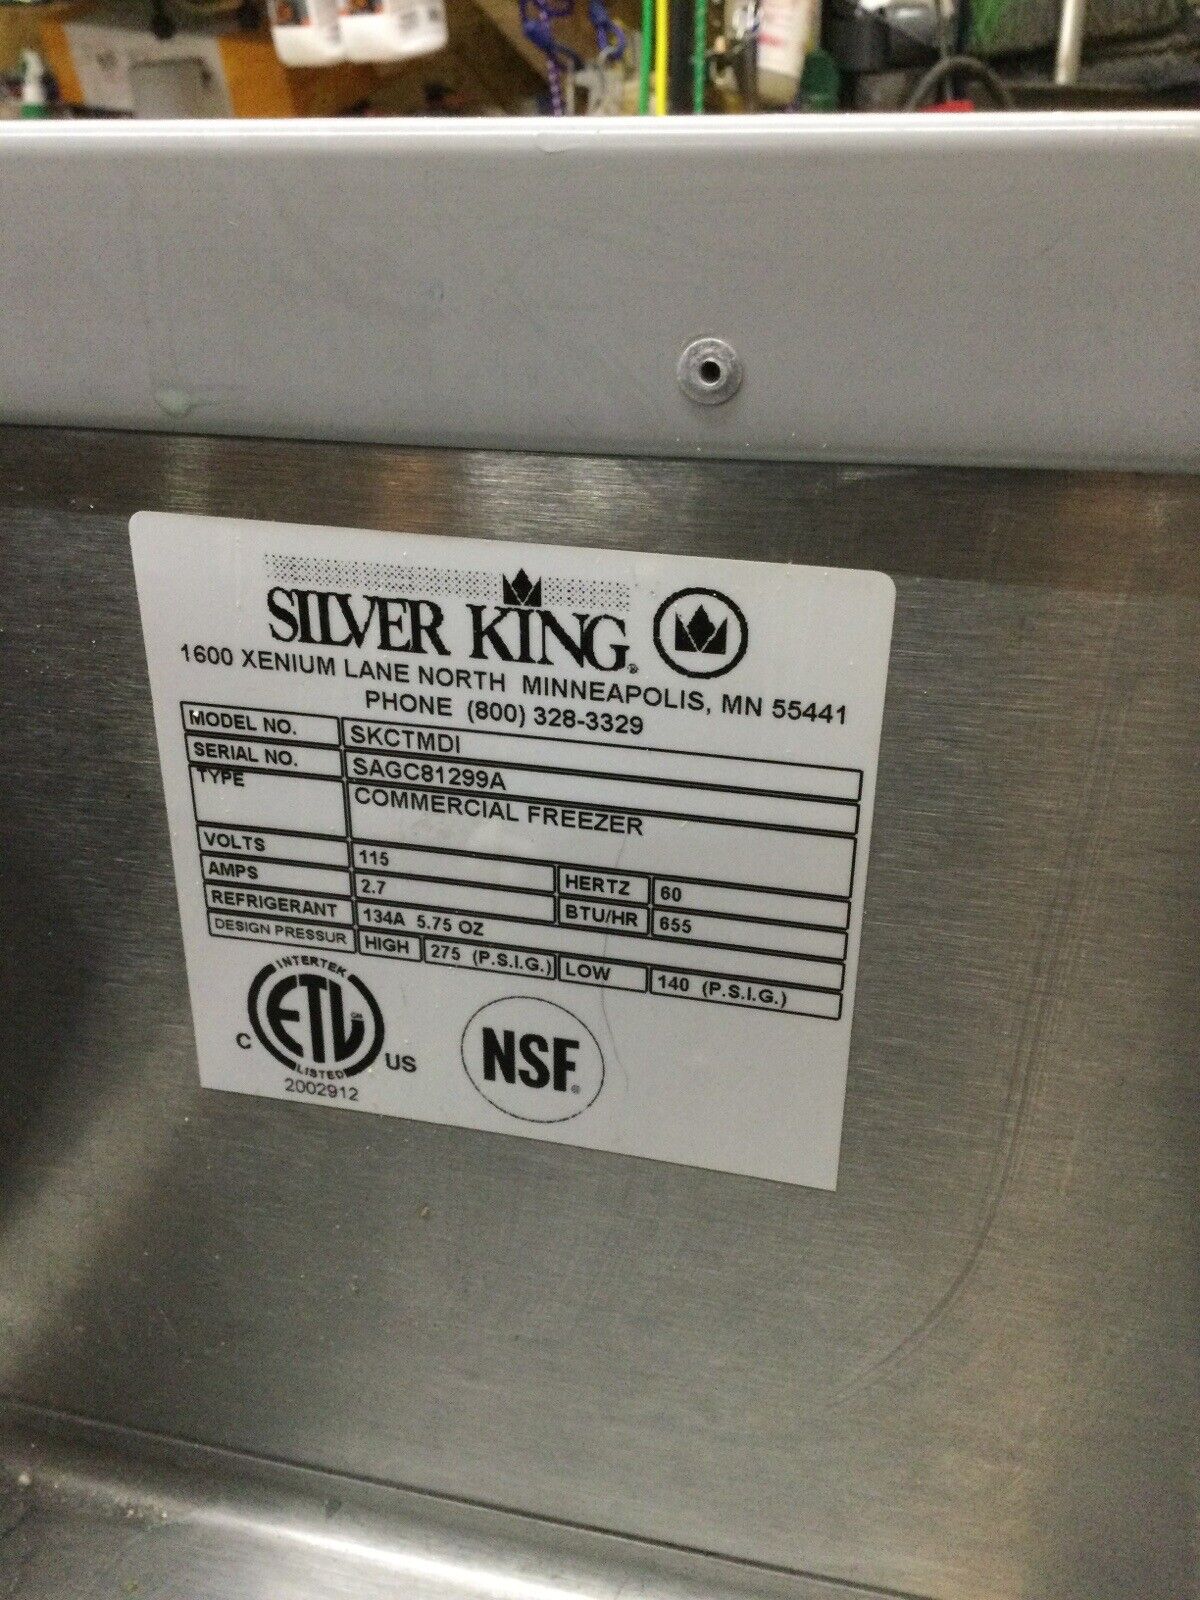 SILVER KING®
1600 XENIUM LANE NORTH MINNEAPOLIS, MN 55441
PHONE (800) 328-3329
MODEL NO. SKCTMDI
SERIAL NO. SAGC81299A
TYPE COMMERCIAL FREEZER
VOLTS 115 HERTZ 60
AMPS 2.7 BTU/HR 655
REFRIGERANT 134A 5.75 OZ
DESIGN PRESSUR HIGH 275 (P.S.I.G.) LOW 140 (P.S.I.G.)
INTERTEK
C ETL US
LISTED
2002912
NSF®